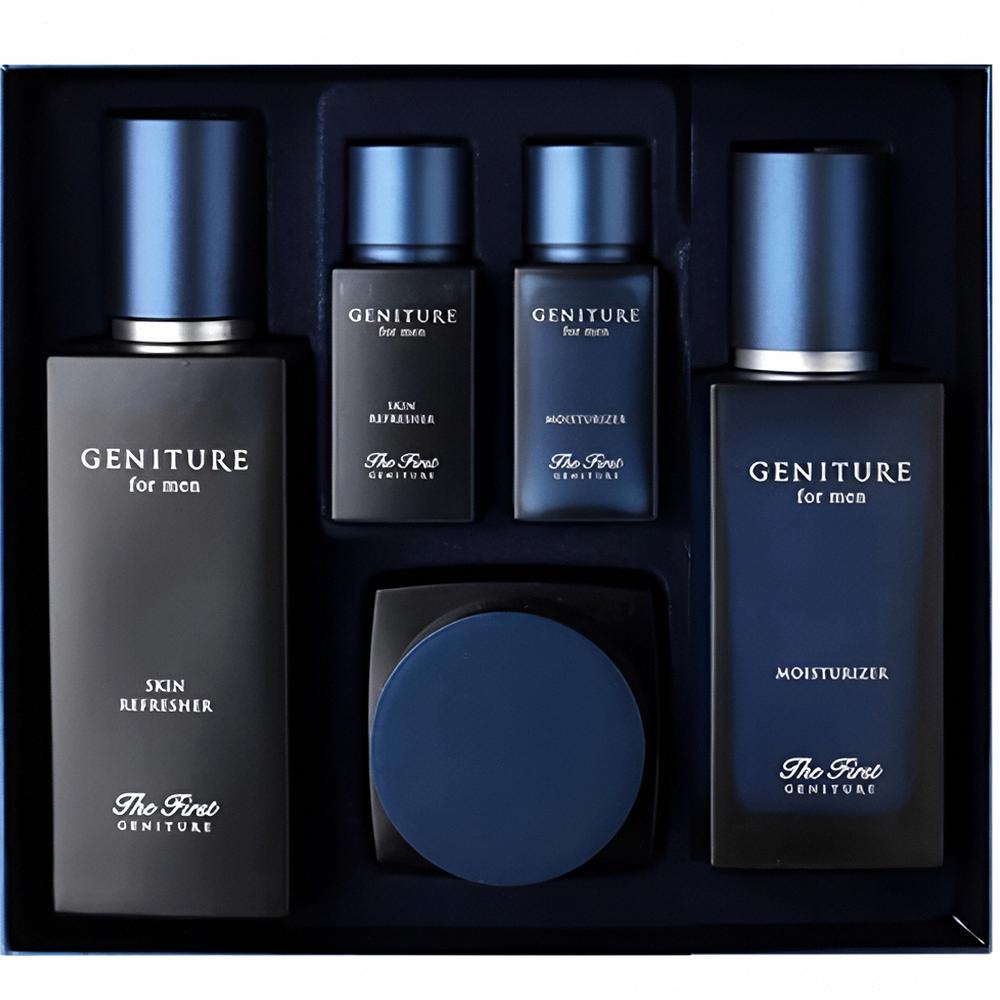 GENITURE
for men
SKIN
REFRESHER
The First
GENITURE
GENITURE
for men
SKIN
REFRESHER
The First
GENITURE
GENITURE
for men
MOISTURIZER
The First
GENITURE
GENITURE
for men
MOISTURIZER
The First
GENITURE